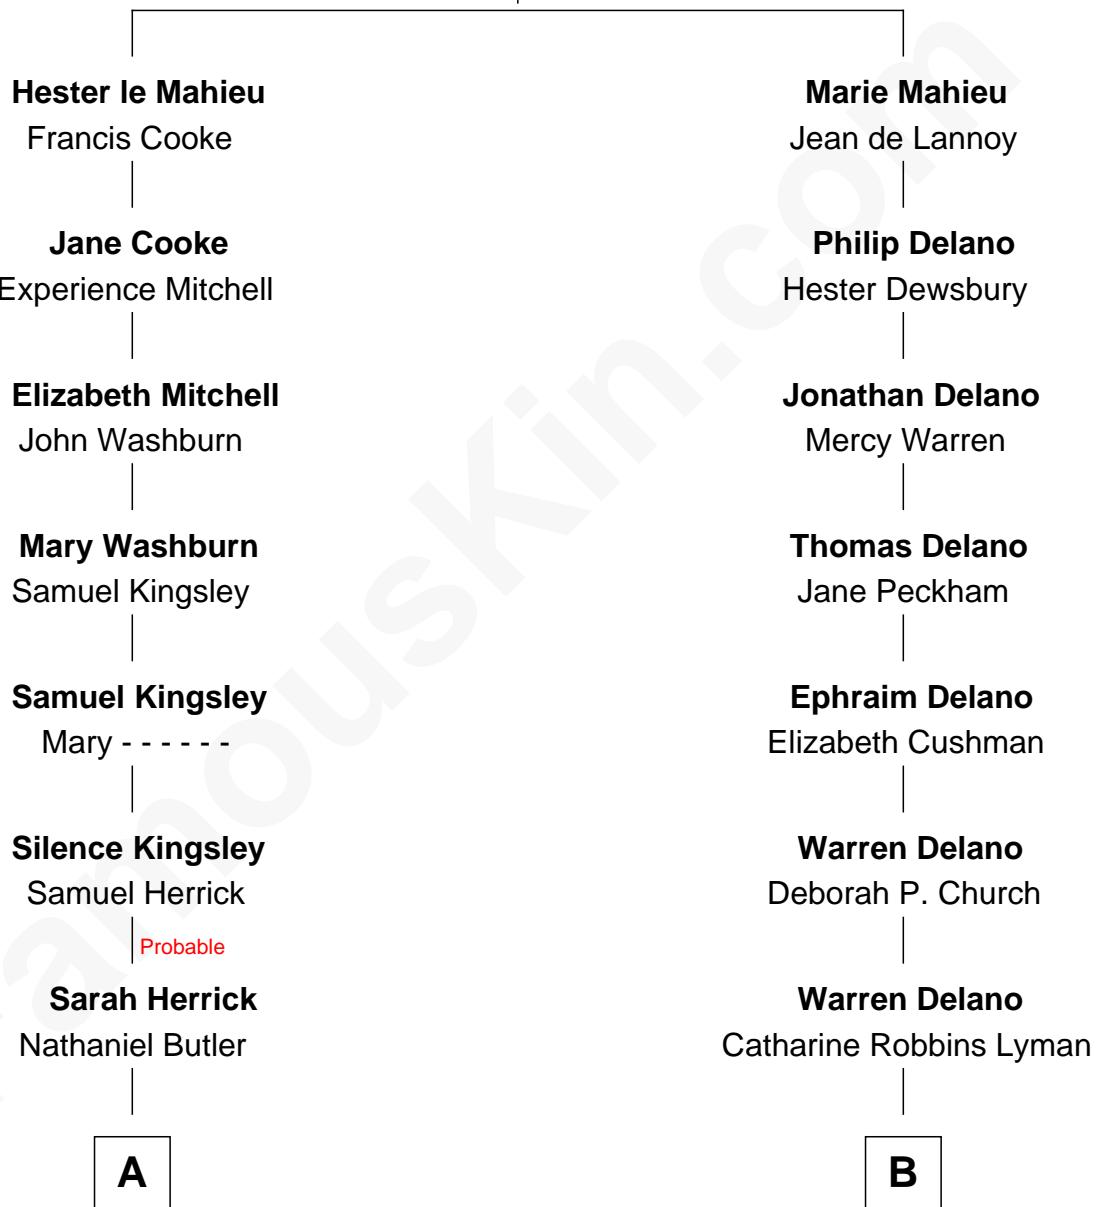 Hester le Mahieu
Francis Cooke
Jane Cooke
Experience Mitchell
Elizabeth Mitchell
John Washburn
Mary Washburn
Samuel Kingsley
Samuel Kingsley
Mary - - - - - -
Silence Kingsley
Samuel Herrick
Probable
Sarah Herrick
Nathaniel Butler
A
Marie Mahieu
Jean de Lannoy
Philip Delano
Hester Dewsbury
Jonathan Delano
Mercy Warren
Thomas Delano
Jane Peckham
Ephraim Delano
Elizabeth Cushman
Warren Delano
Deborah P. Church
Warren Delano
Catharine Robbins Lyman
B
FamousKin.com